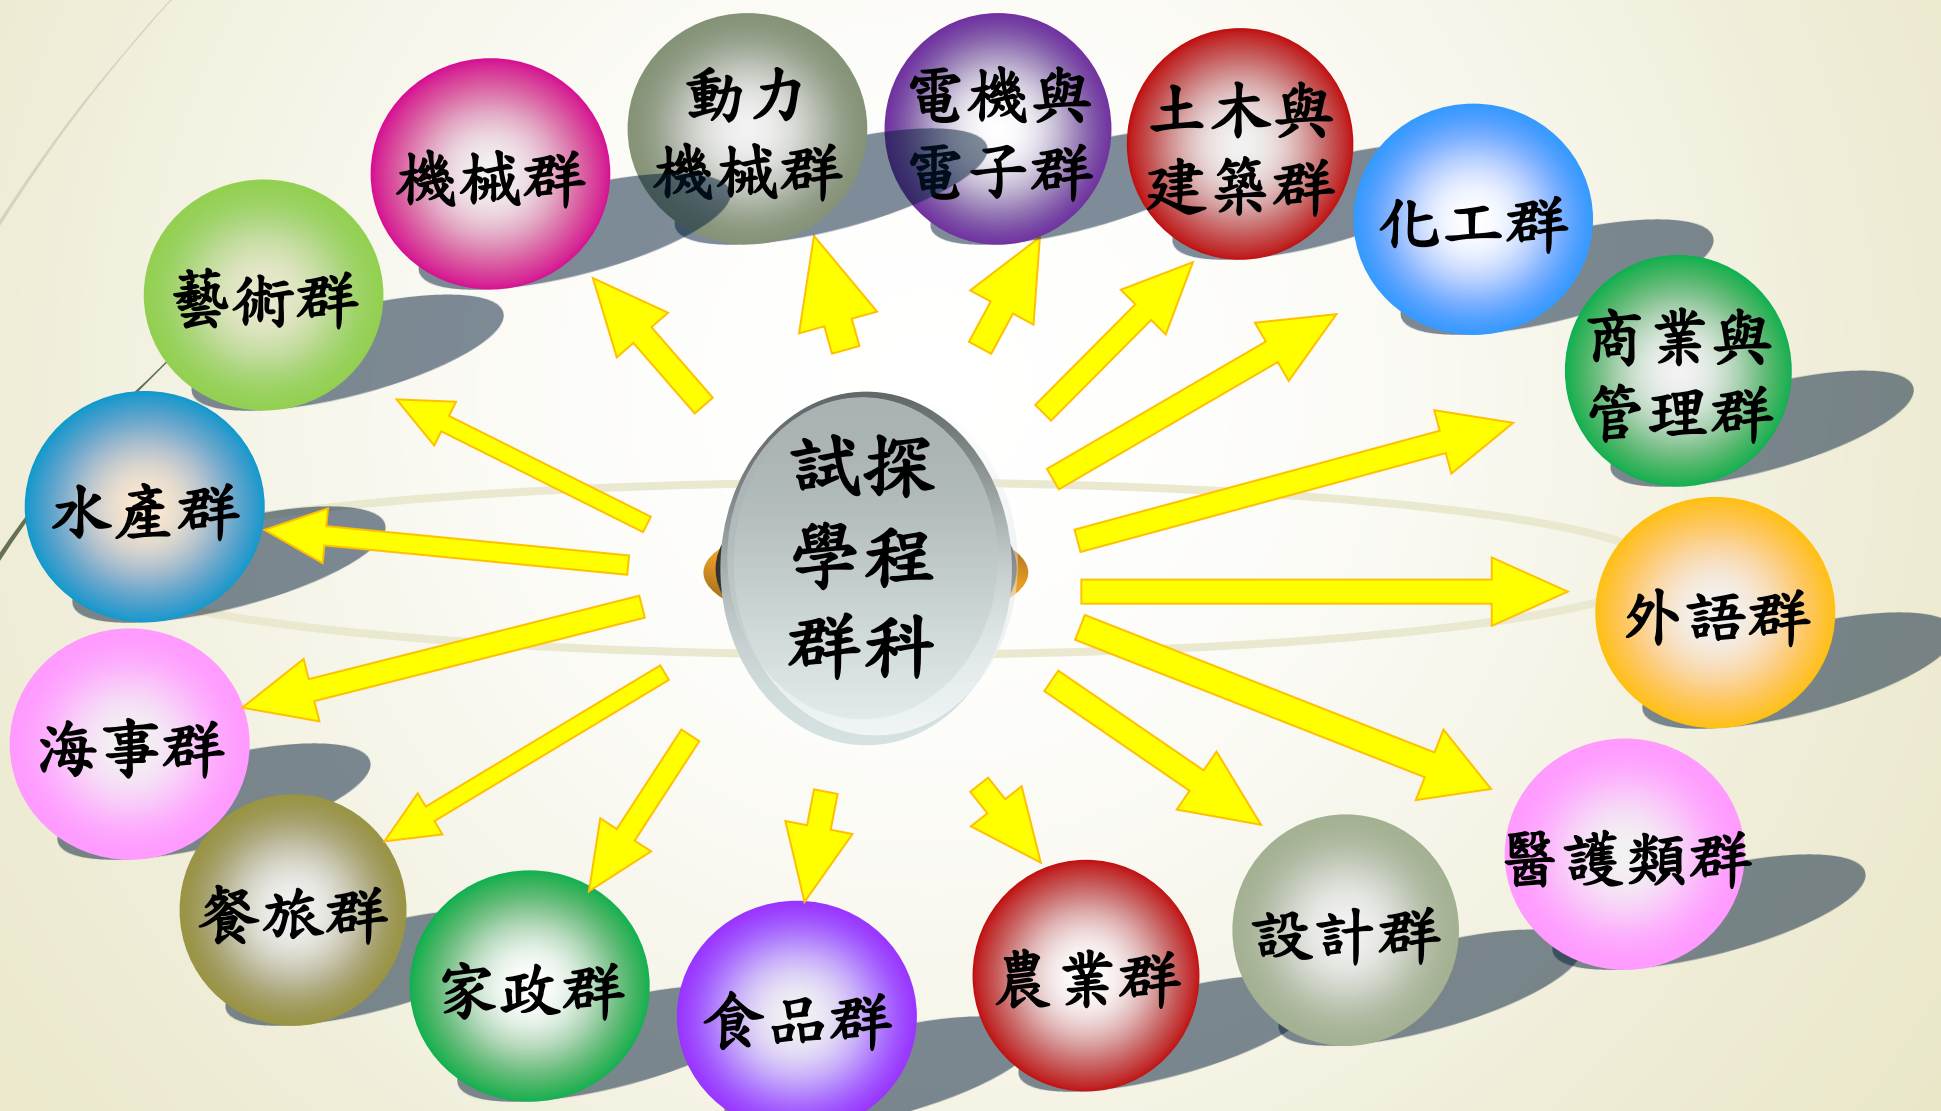 試探
學程
群科
機械群
動力
機械群
電機與
電子群
土木與
建築群
化工群
商業與
管理群
外語群
醫護類群
設計群
農業群
食品群
家政群
餐旅群
海事群
水產群
藝術群